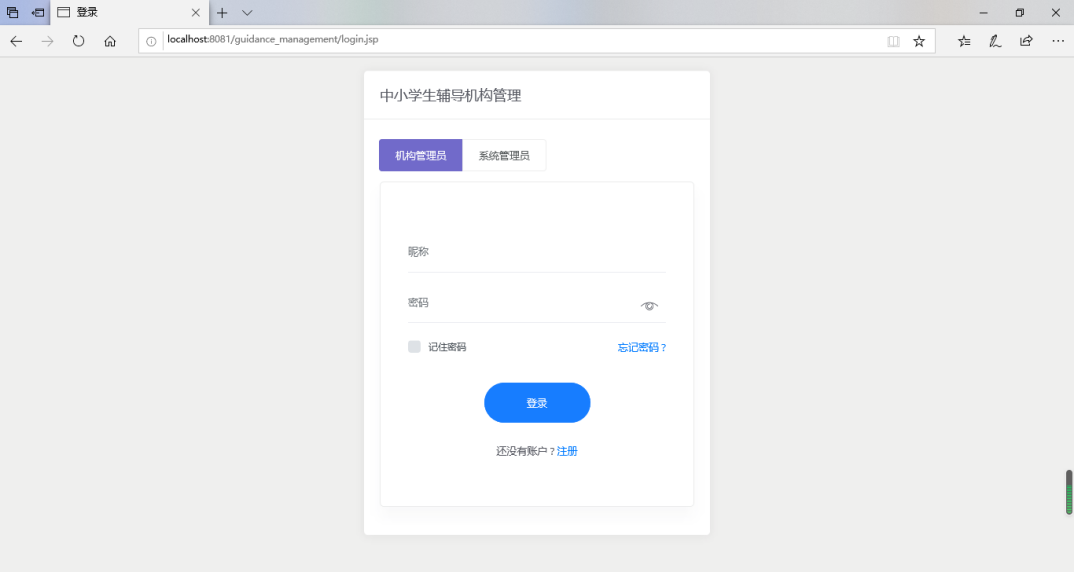 登录
localhost:8081/guidance_management/login.jsp
中小学生辅导机构管理
机构管理员 系统管理员
昵称
密码
记住密码 忘记密码？
登录
还没有账户？注册